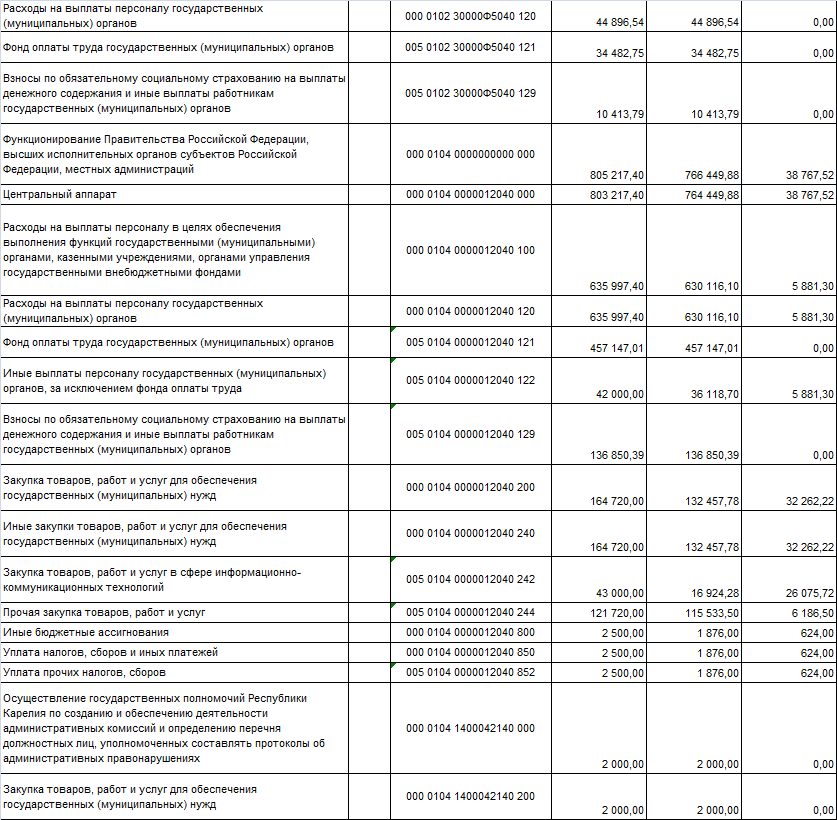 Расходы на выплаты персоналу государственных
(муниципальных) органов
000 0102 30000Ф5040 120
44 896,54
44 896,54
0,00
Фонд оплаты труда государственных (муниципальных) органов
005 0102 30000Ф5040 121
34 482,75
34 482,75
0,00
Взносы по обязательному социальному страхованию на выплаты
денежного содержания и иные выплаты работникам
государственных (муниципальных) органов
005 0102 30000Ф5040 129
10 413,79
10 413,79
0,00
Функционирование Правительства Российской Федерации,
высших исполнительных органов субъектов Российской
Федерации, местных администраций
000 0104 0000000000 000
805 217,40
766 449,88
38 767,52
Центральный аппарат
000 0104 0000012040 000
803 217,40
764 449,88
38 767,52
Расходы на выплаты персоналу в целях обеспечения
выполнения функций государственными (муниципальными)
органами, казенными учреждениями, органами управления
государственными внебюджетными фондами
000 0104 0000012040 100
635 997,40
630 116,10
5 881,30
Расходы на выплаты персоналу государственных
(муниципальных) органов
000 0104 0000012040 120
635 997,40
630 116,10
5 881,30
Фонд оплаты труда государственных (муниципальных) органов
005 0104 0000012040 121
457 147,01
457 147,01
0,00
Иные выплаты персоналу государственных (муниципальных)
органов, за исключением фонда оплаты труда
005 0104 0000012040 122
42 000,00
36 118,70
5 881,30
Взносы по обязательному социальному страхованию на выплаты
денежного содержания и иные выплаты работникам
государственных (муниципальных) органов
005 0104 0000012040 129
136 850,39
136 850,39
0,00
Закупка товаров, работ и услуг для обеспечения
государственных (муниципальных) нужд
000 0104 0000012040 200
164 720,00
132 457,78
32 262,22
Иные закупки товаров, работ и услуг для обеспечения
государственных (муниципальных) нужд
000 0104 0000012040 240
164 720,00
132 457,78
32 262,22
Закупка товаров, работ и услуг в сфере информационно-
коммуникационных технологий
005 0104 0000012040 242
43 000,00
16 924,28
26 075,72
Прочая закупка товаров, работ и услуг
005 0104 0000012040 244
121 720,00
115 533,50
6 186,50
Иные бюджетные ассигнования
000 0104 0000012040 800
2 500,00
1 876,00
624,00
Уплата налогов, сборов и иных платежей
000 0104 0000012040 850
2 500,00
1 876,00
624,00
Уплата прочих налогов, сборов
005 0104 0000012040 852
2 500,00
1 876,00
624,00
Осуществление государственных полномочий Республики
Карелия по созданию и обеспечению деятельности
административных комиссий и определению перечня
должностных лиц, уполномоченных составлять протоколы об
административных правонарушениях
000 0104 1400042140 000
2 000,00
2 000,00
0,00
Закупка товаров, работ и услуг для обеспечения
государственных (муниципальных) нужд
000 0104 1400042140 200
2 000,00
2 000,00
0,00